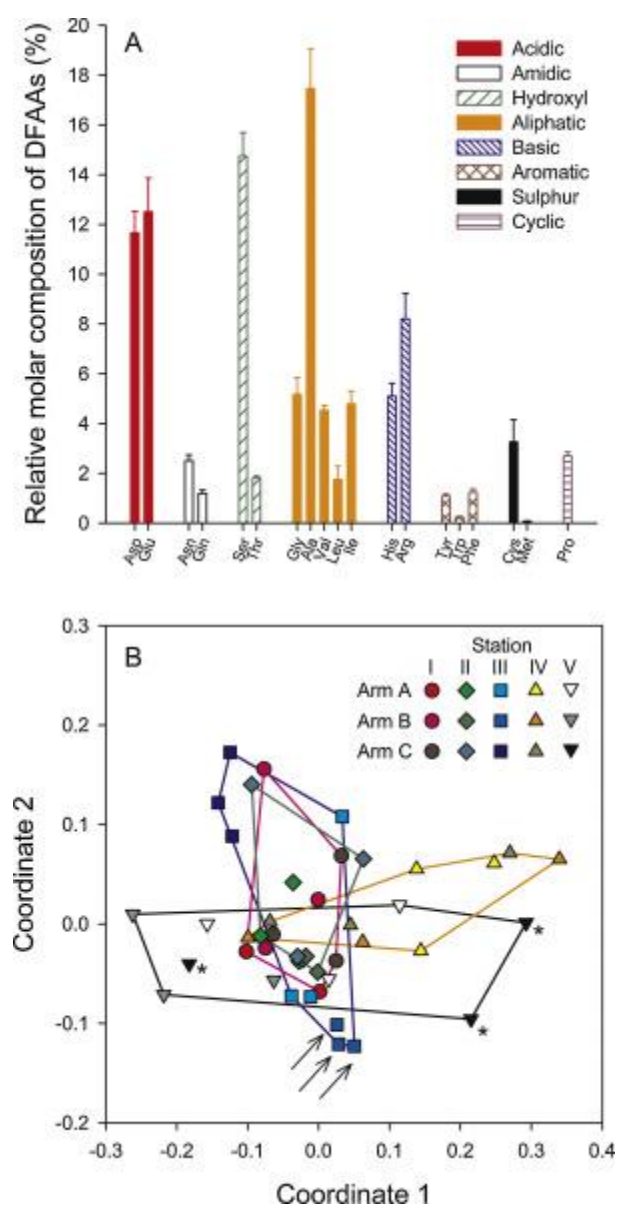 Relative molar composition of DFAAs (%)
20
18
16
14
12
10
8
6
4
2
0
A
Acidic
Amidic
Hydroxyl
Aliphatic
Basic
Aromatic
Sulphur
Cyclic
Asp
Glu
Asn
Gln
Ser
Thr
Gly
Ala
Val
Leu
Ile
His
Arg
Tyr
Trp
Phe
Cys
Met
Pro
Coordinate 2
0.3
0.2
0.1
0.0
-0.1
-0.2
B
Station
I II III IV V
Arm A
Arm B
Arm C
*
*
*
-0.3 -0.2 -0.1 0.0 0.1 0.2 0.3 0.4
Coordinate 1